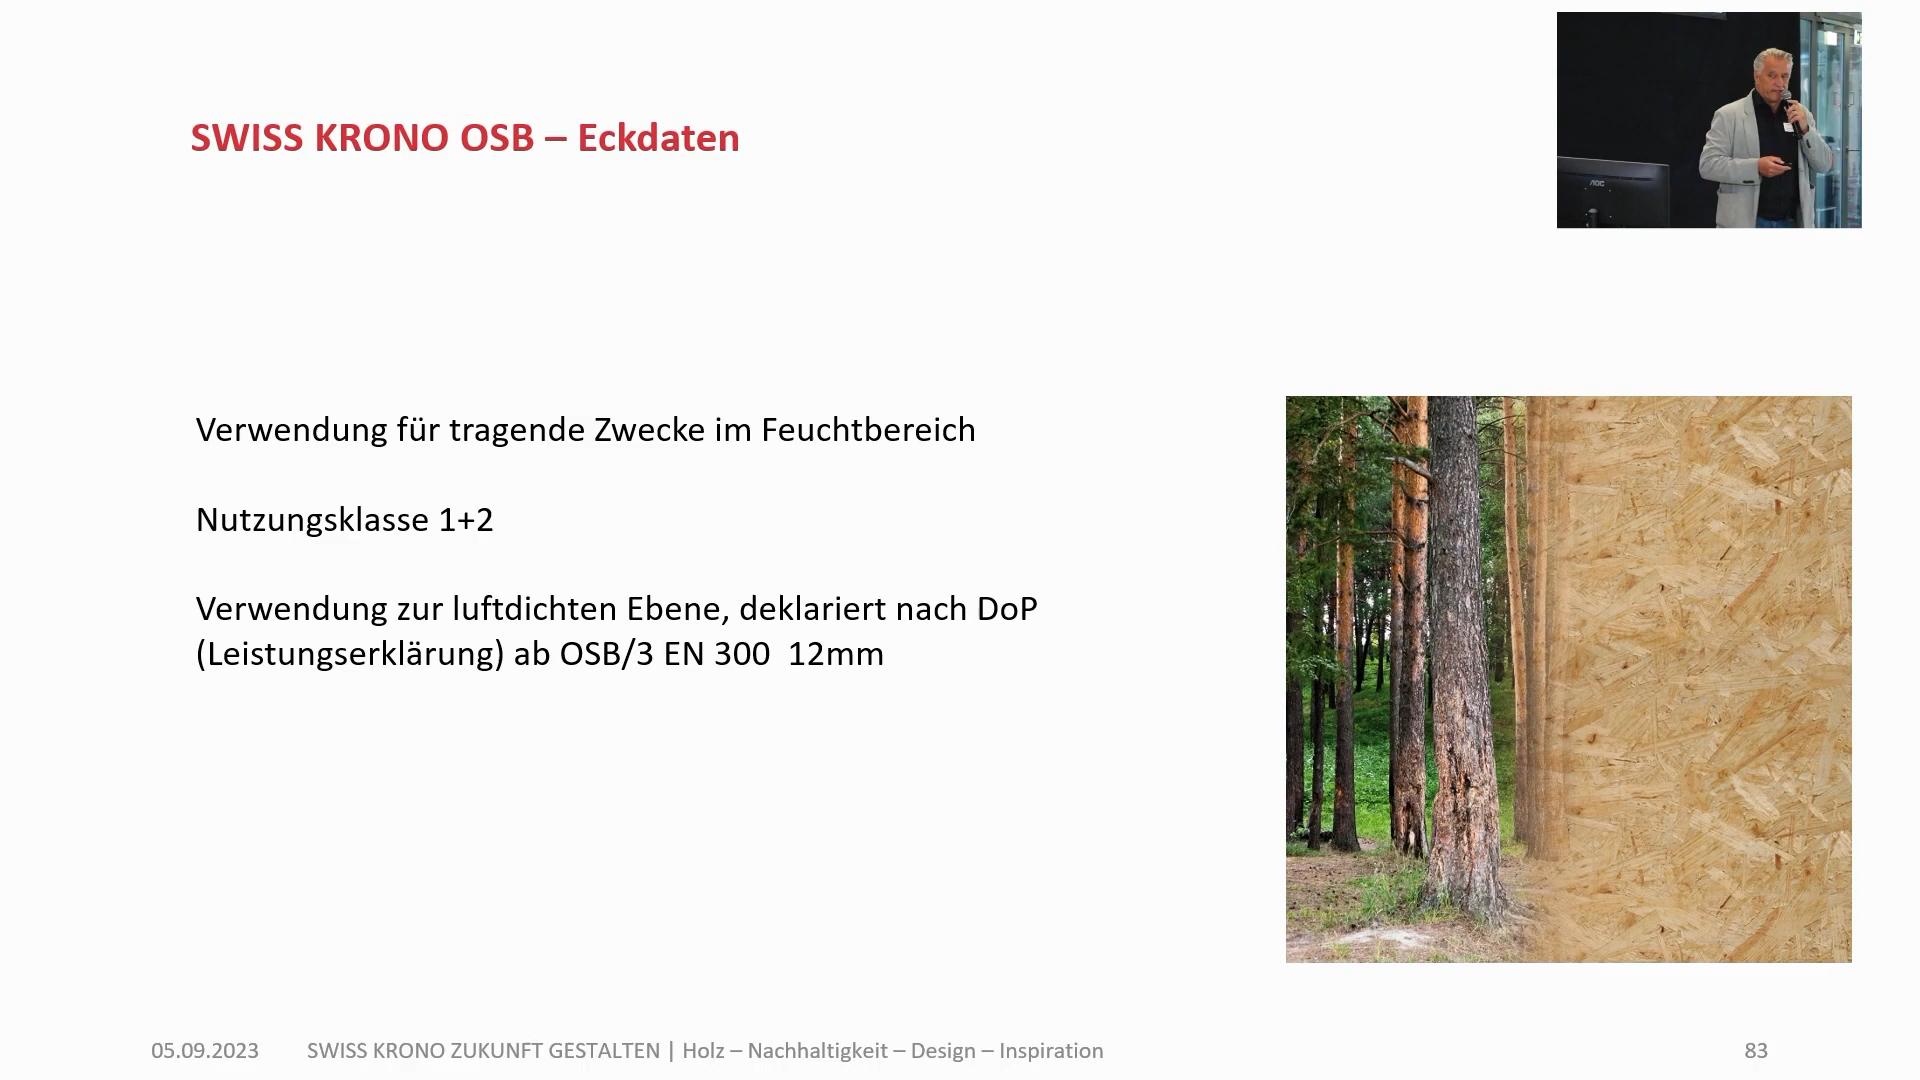 SWISS KRONO OSB – Eckdaten
AOC
Verwendung für tragende Zwecke im Feuchtbereich
Nutzungsklasse 1+2
Verwendung zur luftdichten Ebene, deklariert nach DoP
(Leistungserklärung) ab OSB/3 EN 300  12mm
05.09.2023
SWISS KRONO ZUKUNFT GESTALTEN | Holz – Nachhaltigkeit – Design – Inspiration
83